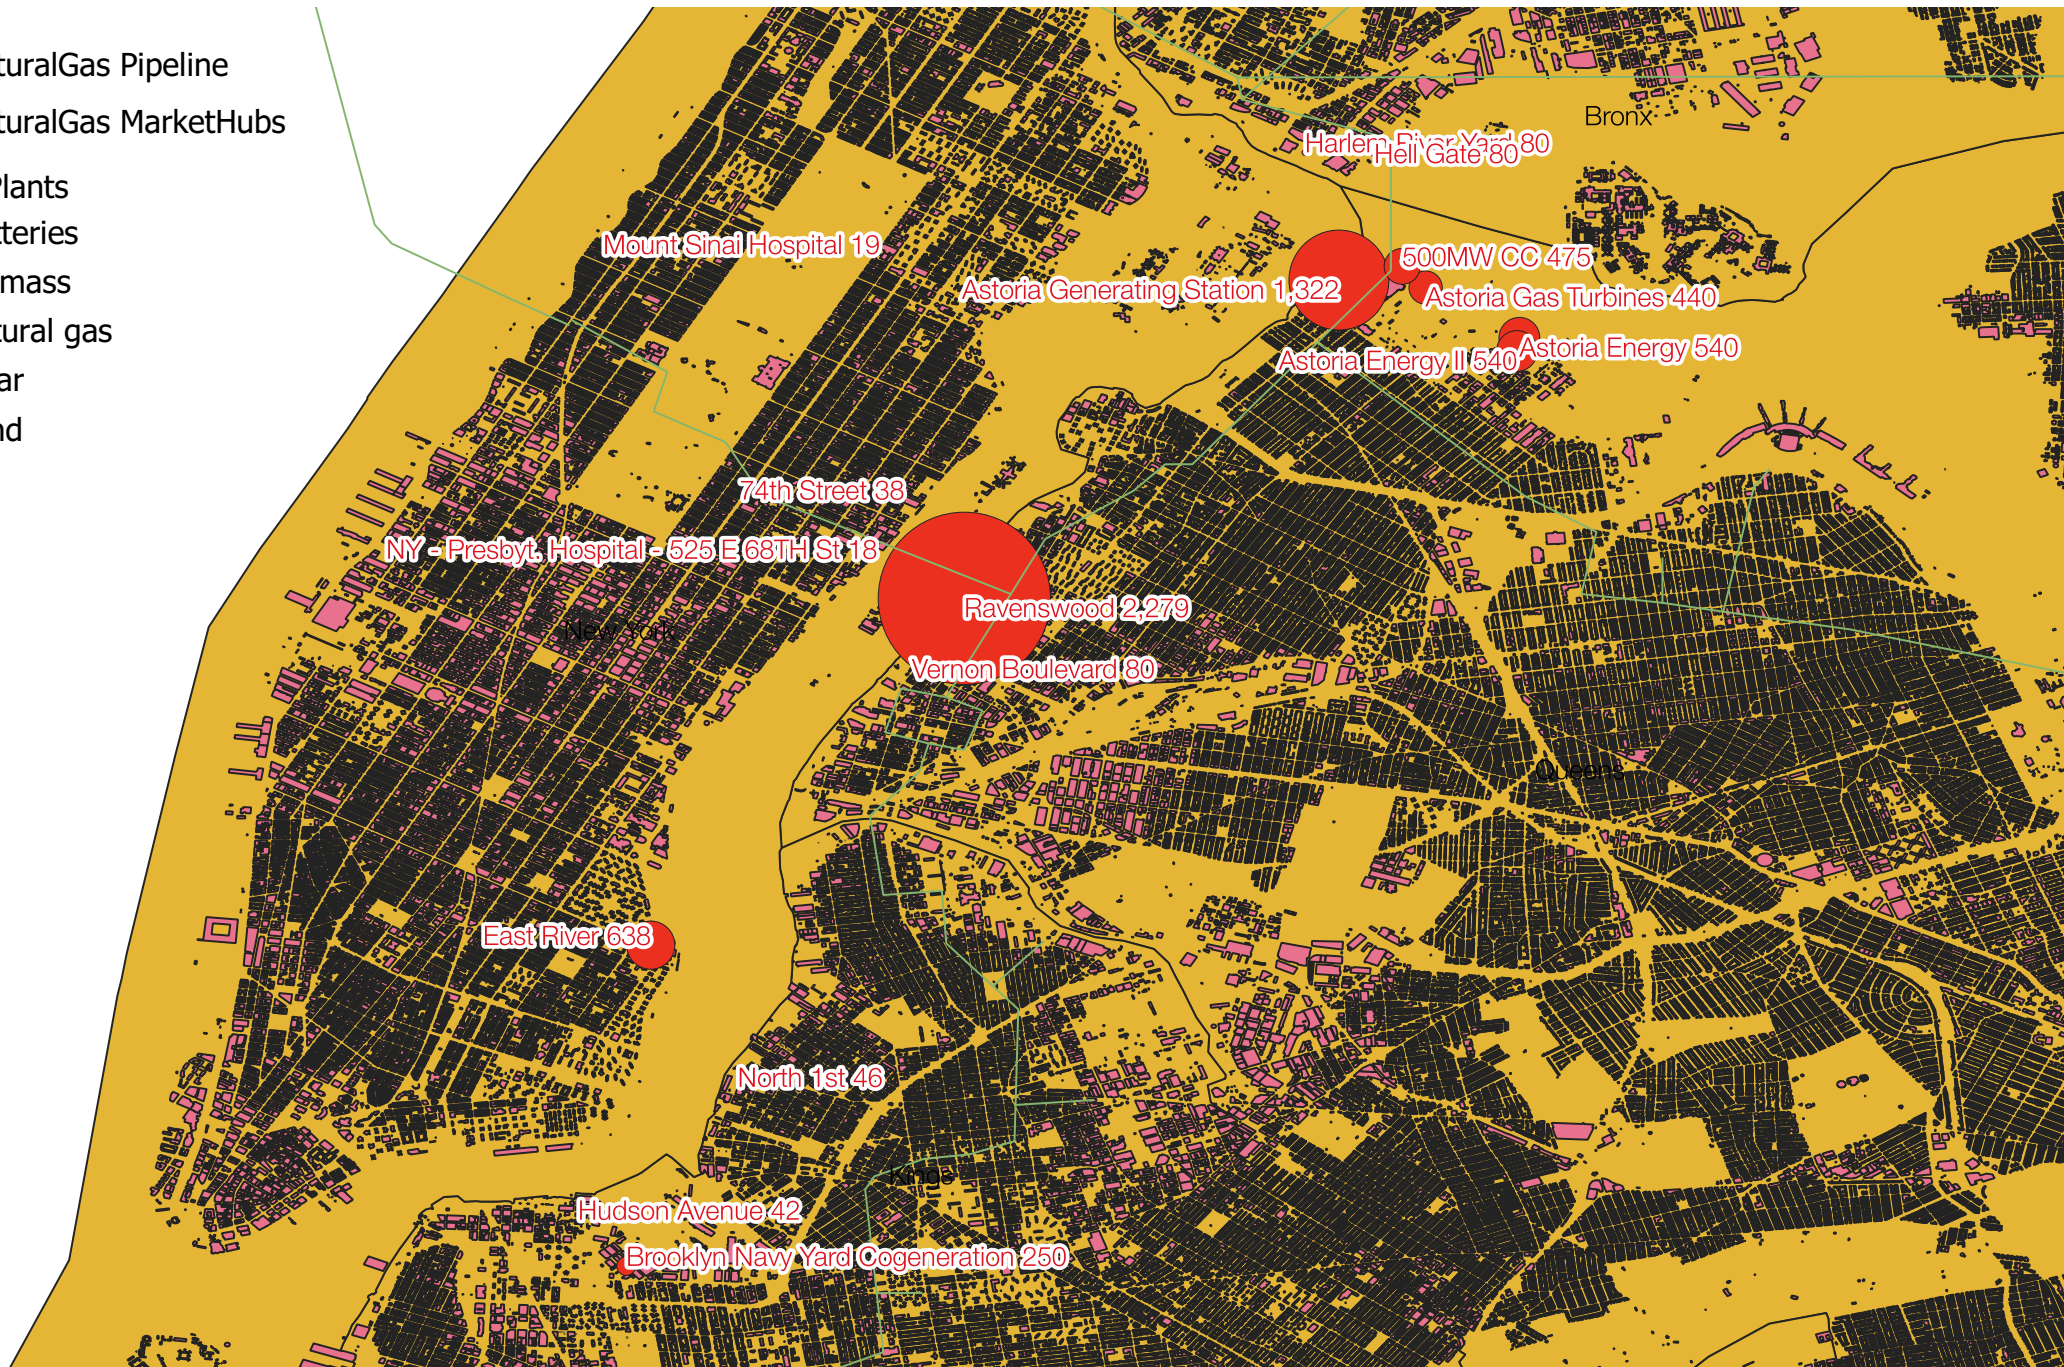 turalGas Pipeline
turalGas MarketHubs
Plants
tteries
mass
tural gas
ar
nd
Bronx
Harlem River Yard 80
Hell Gate 80
Mount Sinai Hospital 19
500MW CC 475
Astoria Generating Station 1,322
Astoria Gas Turbines 440
Astoria Energy 540
Astoria Energy II 540
74th Street 38
NY - Presbyt. Hospital - 525 E 68TH St 18
Ravenswood 2,279
New York
Vernon Boulevard 80
Queens
East River 638
North 1st 46
Kings
Hudson Avenue 42
Brooklyn Navy Yard Cogeneration 250